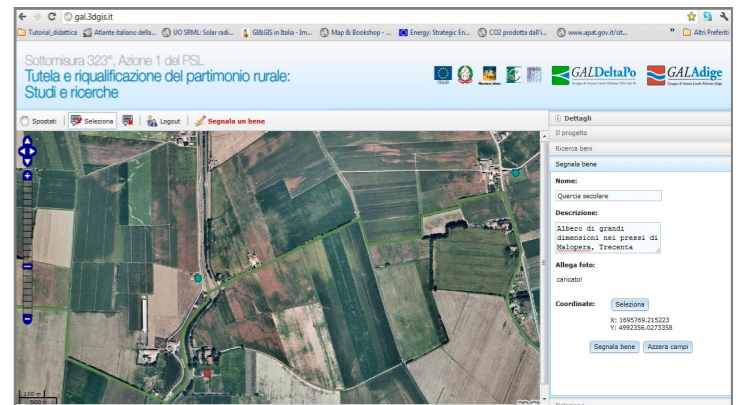 gal.3dgis.it
Tutorial_didattica
Atlante italiano della...
UO SRML: Solar radi...
GI&GIS in Italia - Im...
Map & Bookshop - ...
Energy: Strategic En...
CO2 prodotta dall'i...
www.apat.gov.it/sit...
»
Altri Preferiti
Sottomisura 323°, Azione 1 del PSL
Tutela e riqualificazione del partimonio rurale:
Studi e ricerche
GALDeltaPo
GALAdige
Spostati
Seleziona
Logout
Segnala un bene
Dettagli
Il progetto
Ricerca beni
Segnala bene
Nome:
Quercia secolare
Descrizione:
Albero di grandi
dimensioni nei pressi di
Malopera, Trecenta
Allega foto:
caricato!
Coordinate:
Seleziona
X: 1695769.215223
Y: 4992356.0273358
Segnala bene
Azzera campi
100 m